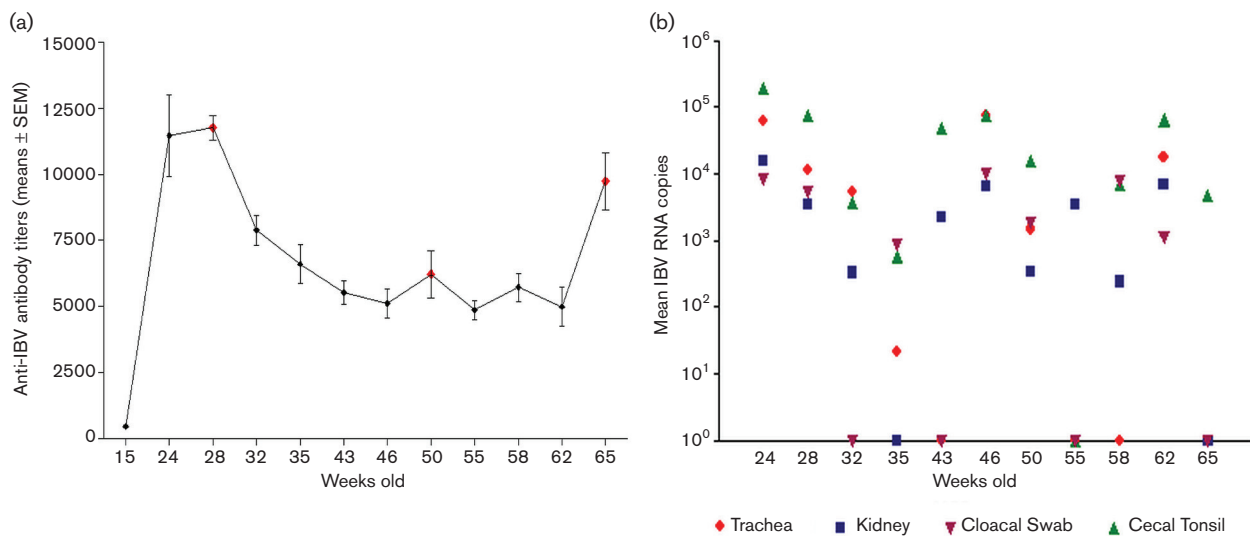 (a)
15000
12500
10000
7500
5000
2500
0
Anti-IBV antibody titers (means ± SEM)
15 24 28 32 35 43 46 50 55 58 62 65
Weeks old
(b)
10⁶
10⁵
10⁴
10³
10²
10¹
10⁰
Mean IBV RNA copies
24 28 32 35 43 46 50 55 58 62 65
Weeks old
Trachea Kidney Cloacal Swab Cecal Tonsil